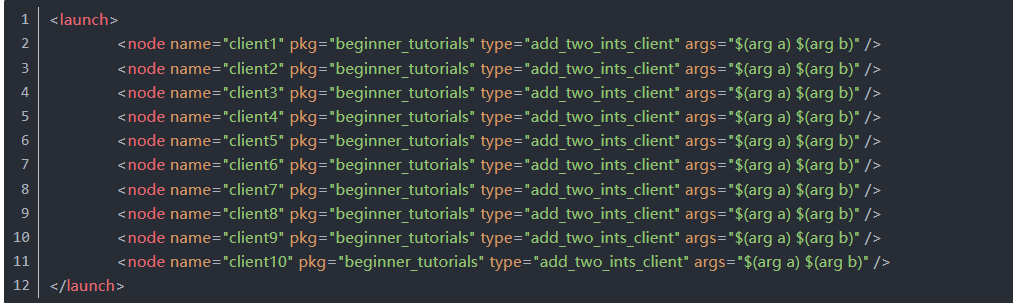 1 <launch>
2 <node name="client1" pkg="beginner_tutorials" type="add_two_ints_client" args="$(arg a) $(arg b)" />
3 <node name="client2" pkg="beginner_tutorials" type="add_two_ints_client" args="$(arg a) $(arg b)" />
4 <node name="client3" pkg="beginner_tutorials" type="add_two_ints_client" args="$(arg a) $(arg b)" />
5 <node name="client4" pkg="beginner_tutorials" type="add_two_ints_client" args="$(arg a) $(arg b)" />
6 <node name="client5" pkg="beginner_tutorials" type="add_two_ints_client" args="$(arg a) $(arg b)" />
7 <node name="client6" pkg="beginner_tutorials" type="add_two_ints_client" args="$(arg a) $(arg b)" />
8 <node name="client7" pkg="beginner_tutorials" type="add_two_ints_client" args="$(arg a) $(arg b)" />
9 <node name="client8" pkg="beginner_tutorials" type="add_two_ints_client" args="$(arg a) $(arg b)" />
10 <node name="client9" pkg="beginner_tutorials" type="add_two_ints_client" args="$(arg a) $(arg b)" />
11 <node name="client10" pkg="beginner_tutorials" type="add_two_ints_client" args="$(arg a) $(arg b)" />
12 </launch>